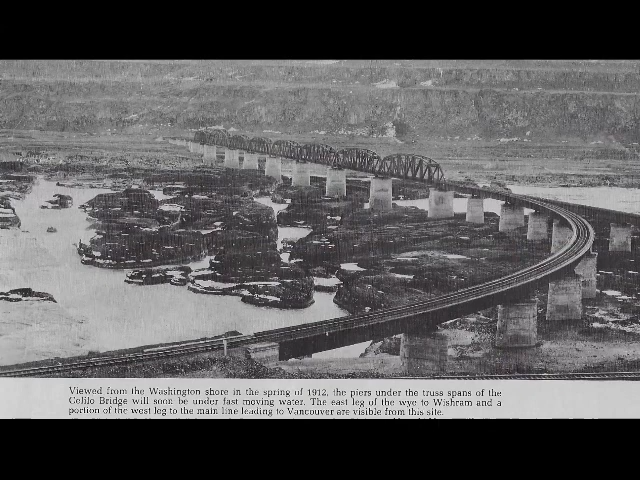 Viewed from the Washington shore in the spring of 1912, the piers under the truss spans of the
Celilo Bridge will soon be under fast moving water. The east leg of the wye to Wishram and a
portion of the west leg to the main line leading to Vancouver are visible from this site.